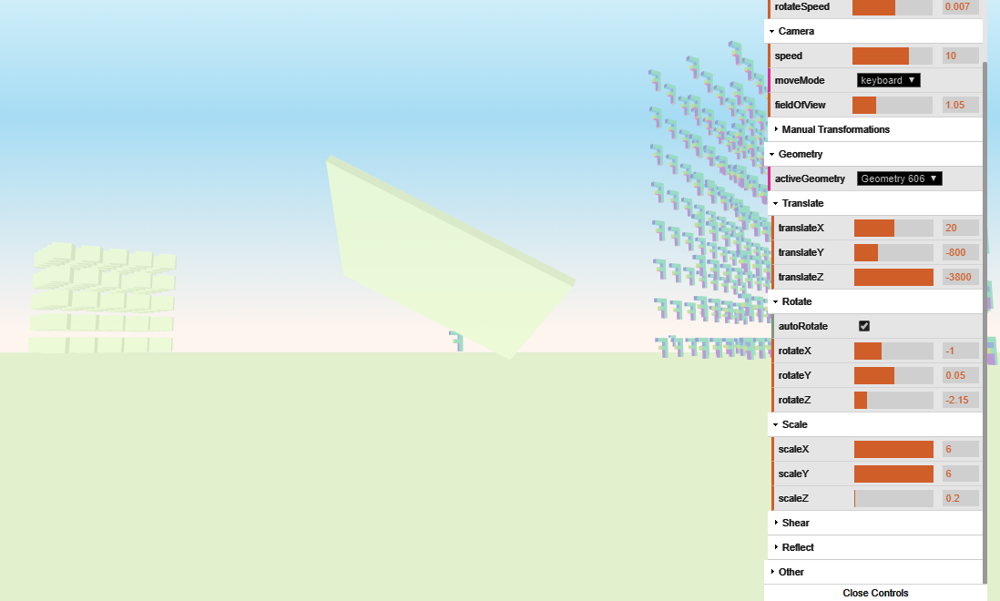 rotateSpeed 0.007
Camera
speed 10
moveMode keyboard
fieldOfView 1.05
Manual Transformations
Geometry
activeGeometry Geometry 606
Translate
translateX 20
translateY -800
translateZ -3800
Rotate
autoRotate
rotateX -1
rotateY 0.05
rotateZ -2.15
Scale
scaleX 6
scaleY 6
scaleZ 0.2
Shear
Reflect
Other
Close Controls